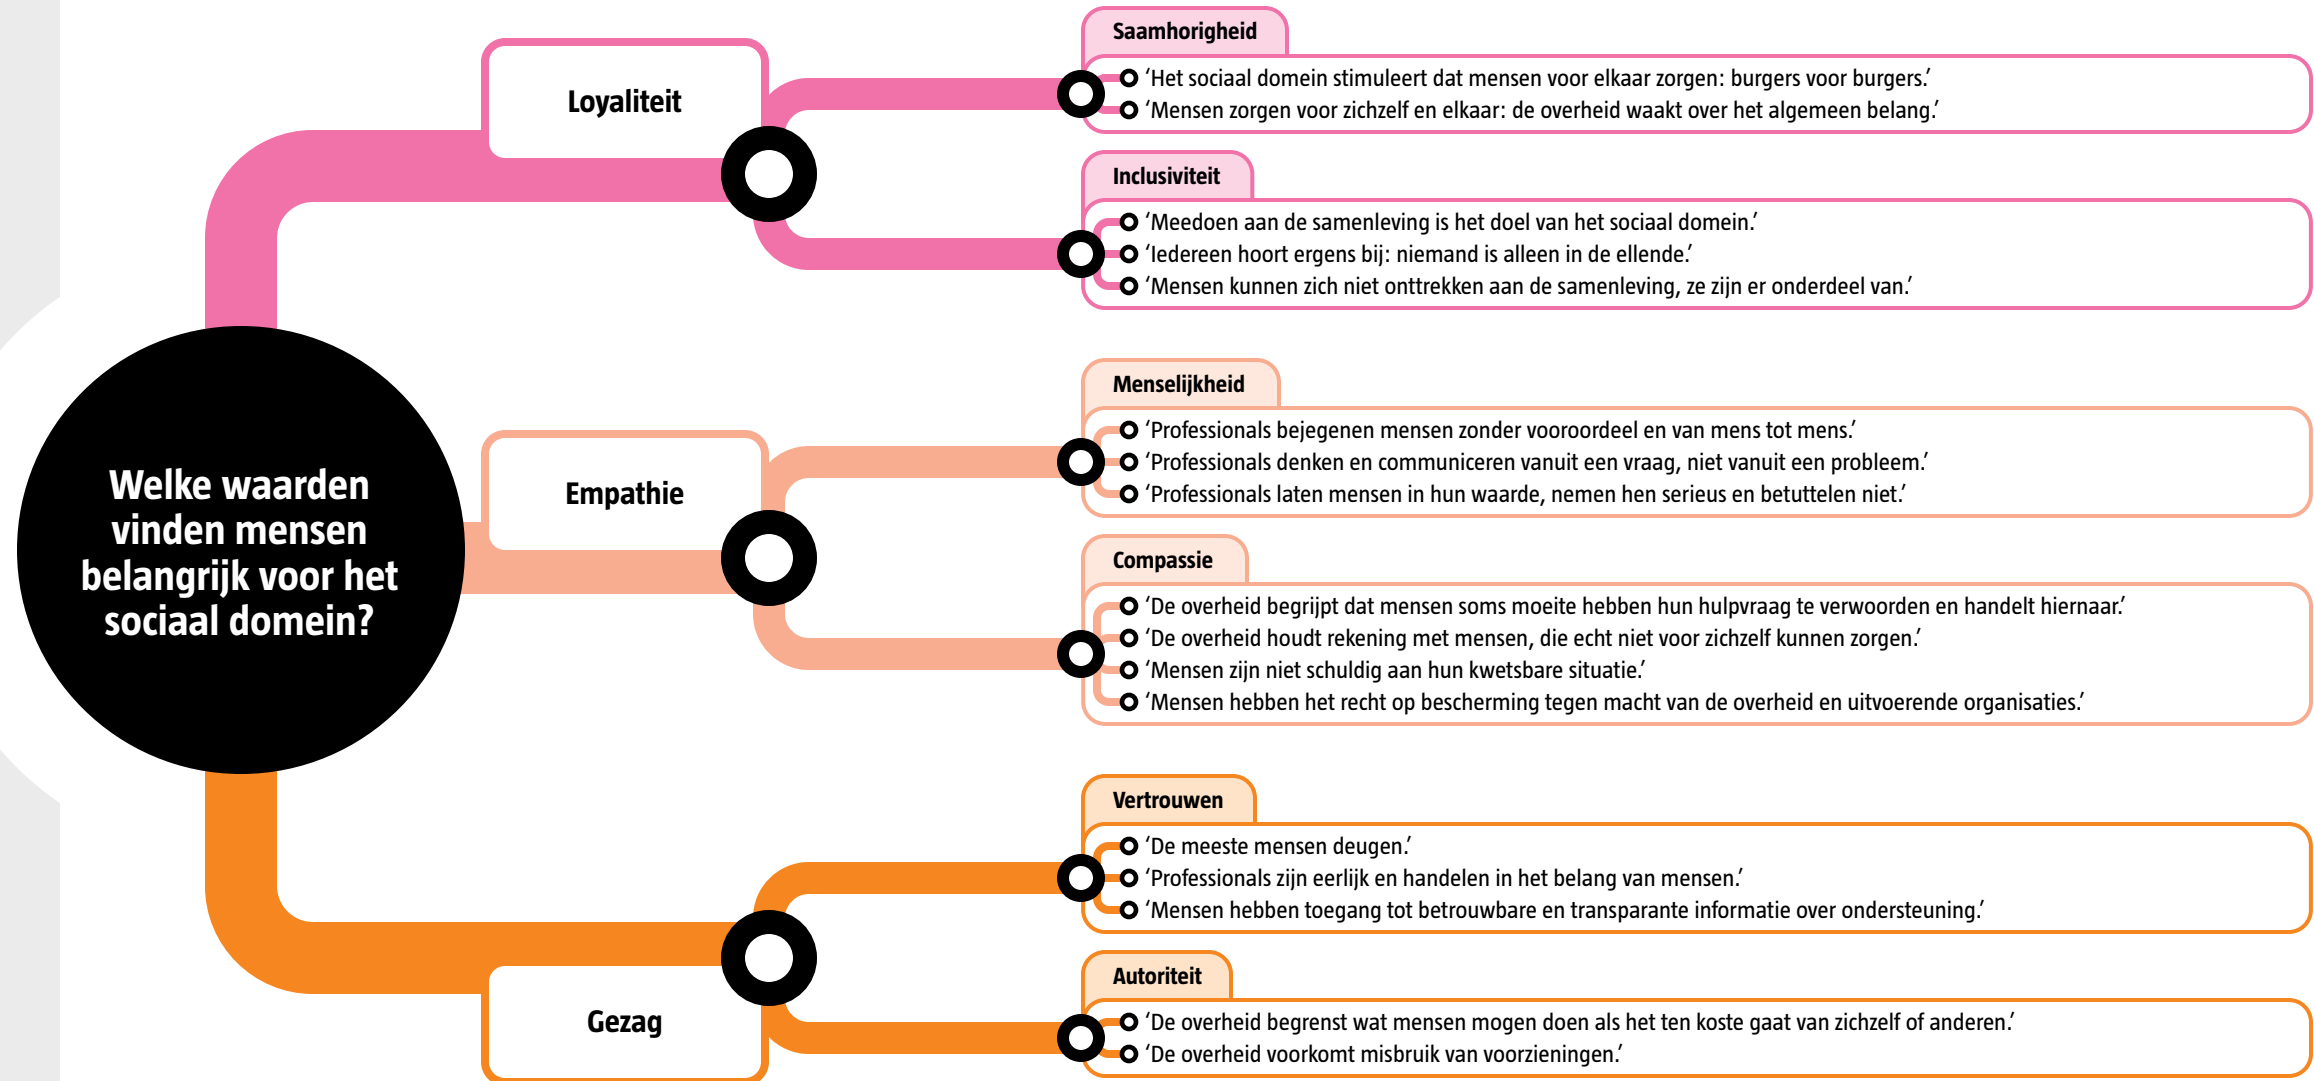 Welke waarden
vinden mensen
belangrijk voor het
sociaal domein?
Loyaliteit
Saamhorigheid
‘Het sociaal domein stimuleert dat mensen voor elkaar zorgen: burgers voor burgers.’
‘Mensen zorgen voor zichzelf en elkaar: de overheid waakt over het algemeen belang.’
Inclusiviteit
‘Meedoen aan de samenleving is het doel van het sociaal domein.’
‘Iedereen hoort ergens bij: niemand is alleen in de ellende.’
‘Mensen kunnen zich niet onttrekken aan de samenleving, ze zijn er onderdeel van.’
Empathie
Menselijkheid
‘Professionals bejegenen mensen zonder vooroordeel en van mens tot mens.’
‘Professionals denken en communiceren vanuit een vraag, niet vanuit een probleem.’
‘Professionals laten mensen in hun waarde, nemen hen serieus en betuttelen niet.’
Compassie
‘De overheid begrijpt dat mensen soms moeite hebben hun hulpvraag te verwoorden en handelt hiernaar.’
‘De overheid houdt rekening met mensen, die echt niet voor zichzelf kunnen zorgen.’
‘Mensen zijn niet schuldig aan hun kwetsbare situatie.’
‘Mensen hebben het recht op bescherming tegen macht van de overheid en uitvoerende organisaties.’
Gezag
Vertrouwen
‘De meeste mensen deugen.’
‘Professionals zijn eerlijk en handelen in het belang van mensen.’
‘Mensen hebben toegang tot betrouwbare en transparante informatie over ondersteuning.’
Autoriteit
‘De overheid begrenst wat mensen mogen doen als het ten koste gaat van zichzelf of anderen.’
‘De overheid voorkomt misbruik van voorzieningen.’